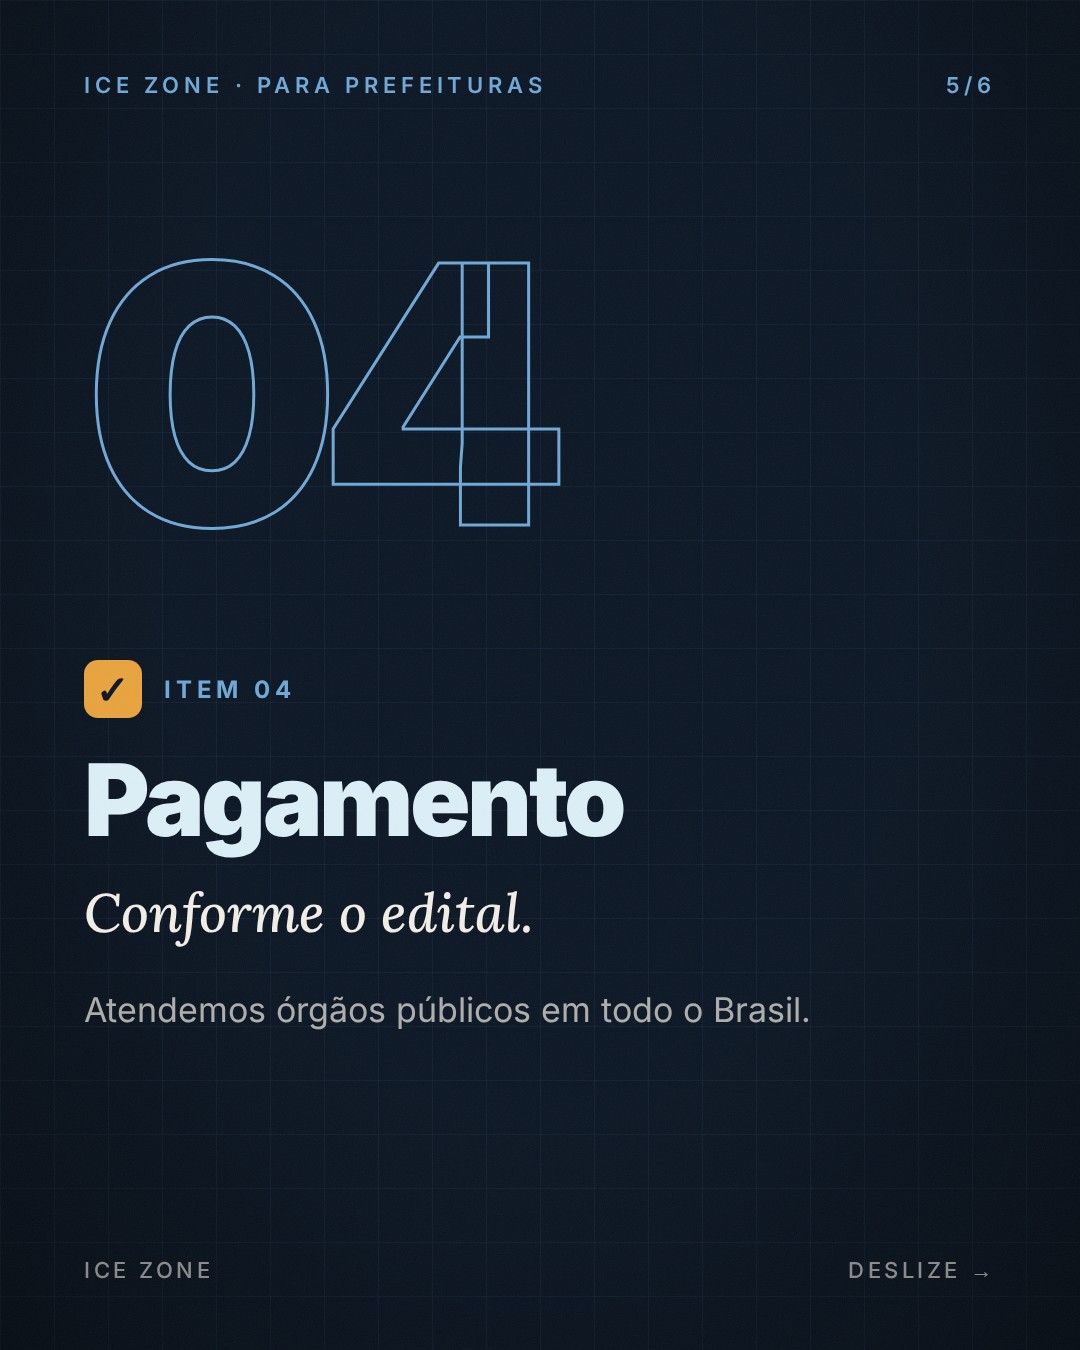 ICE ZONE · PARA PREFEITURAS
5/6
04
✓ ITEM 04
Pagamento
Conforme o edital.
Atendemos órgãos públicos em todo o Brasil.
ICE ZONE
DESLIZE →